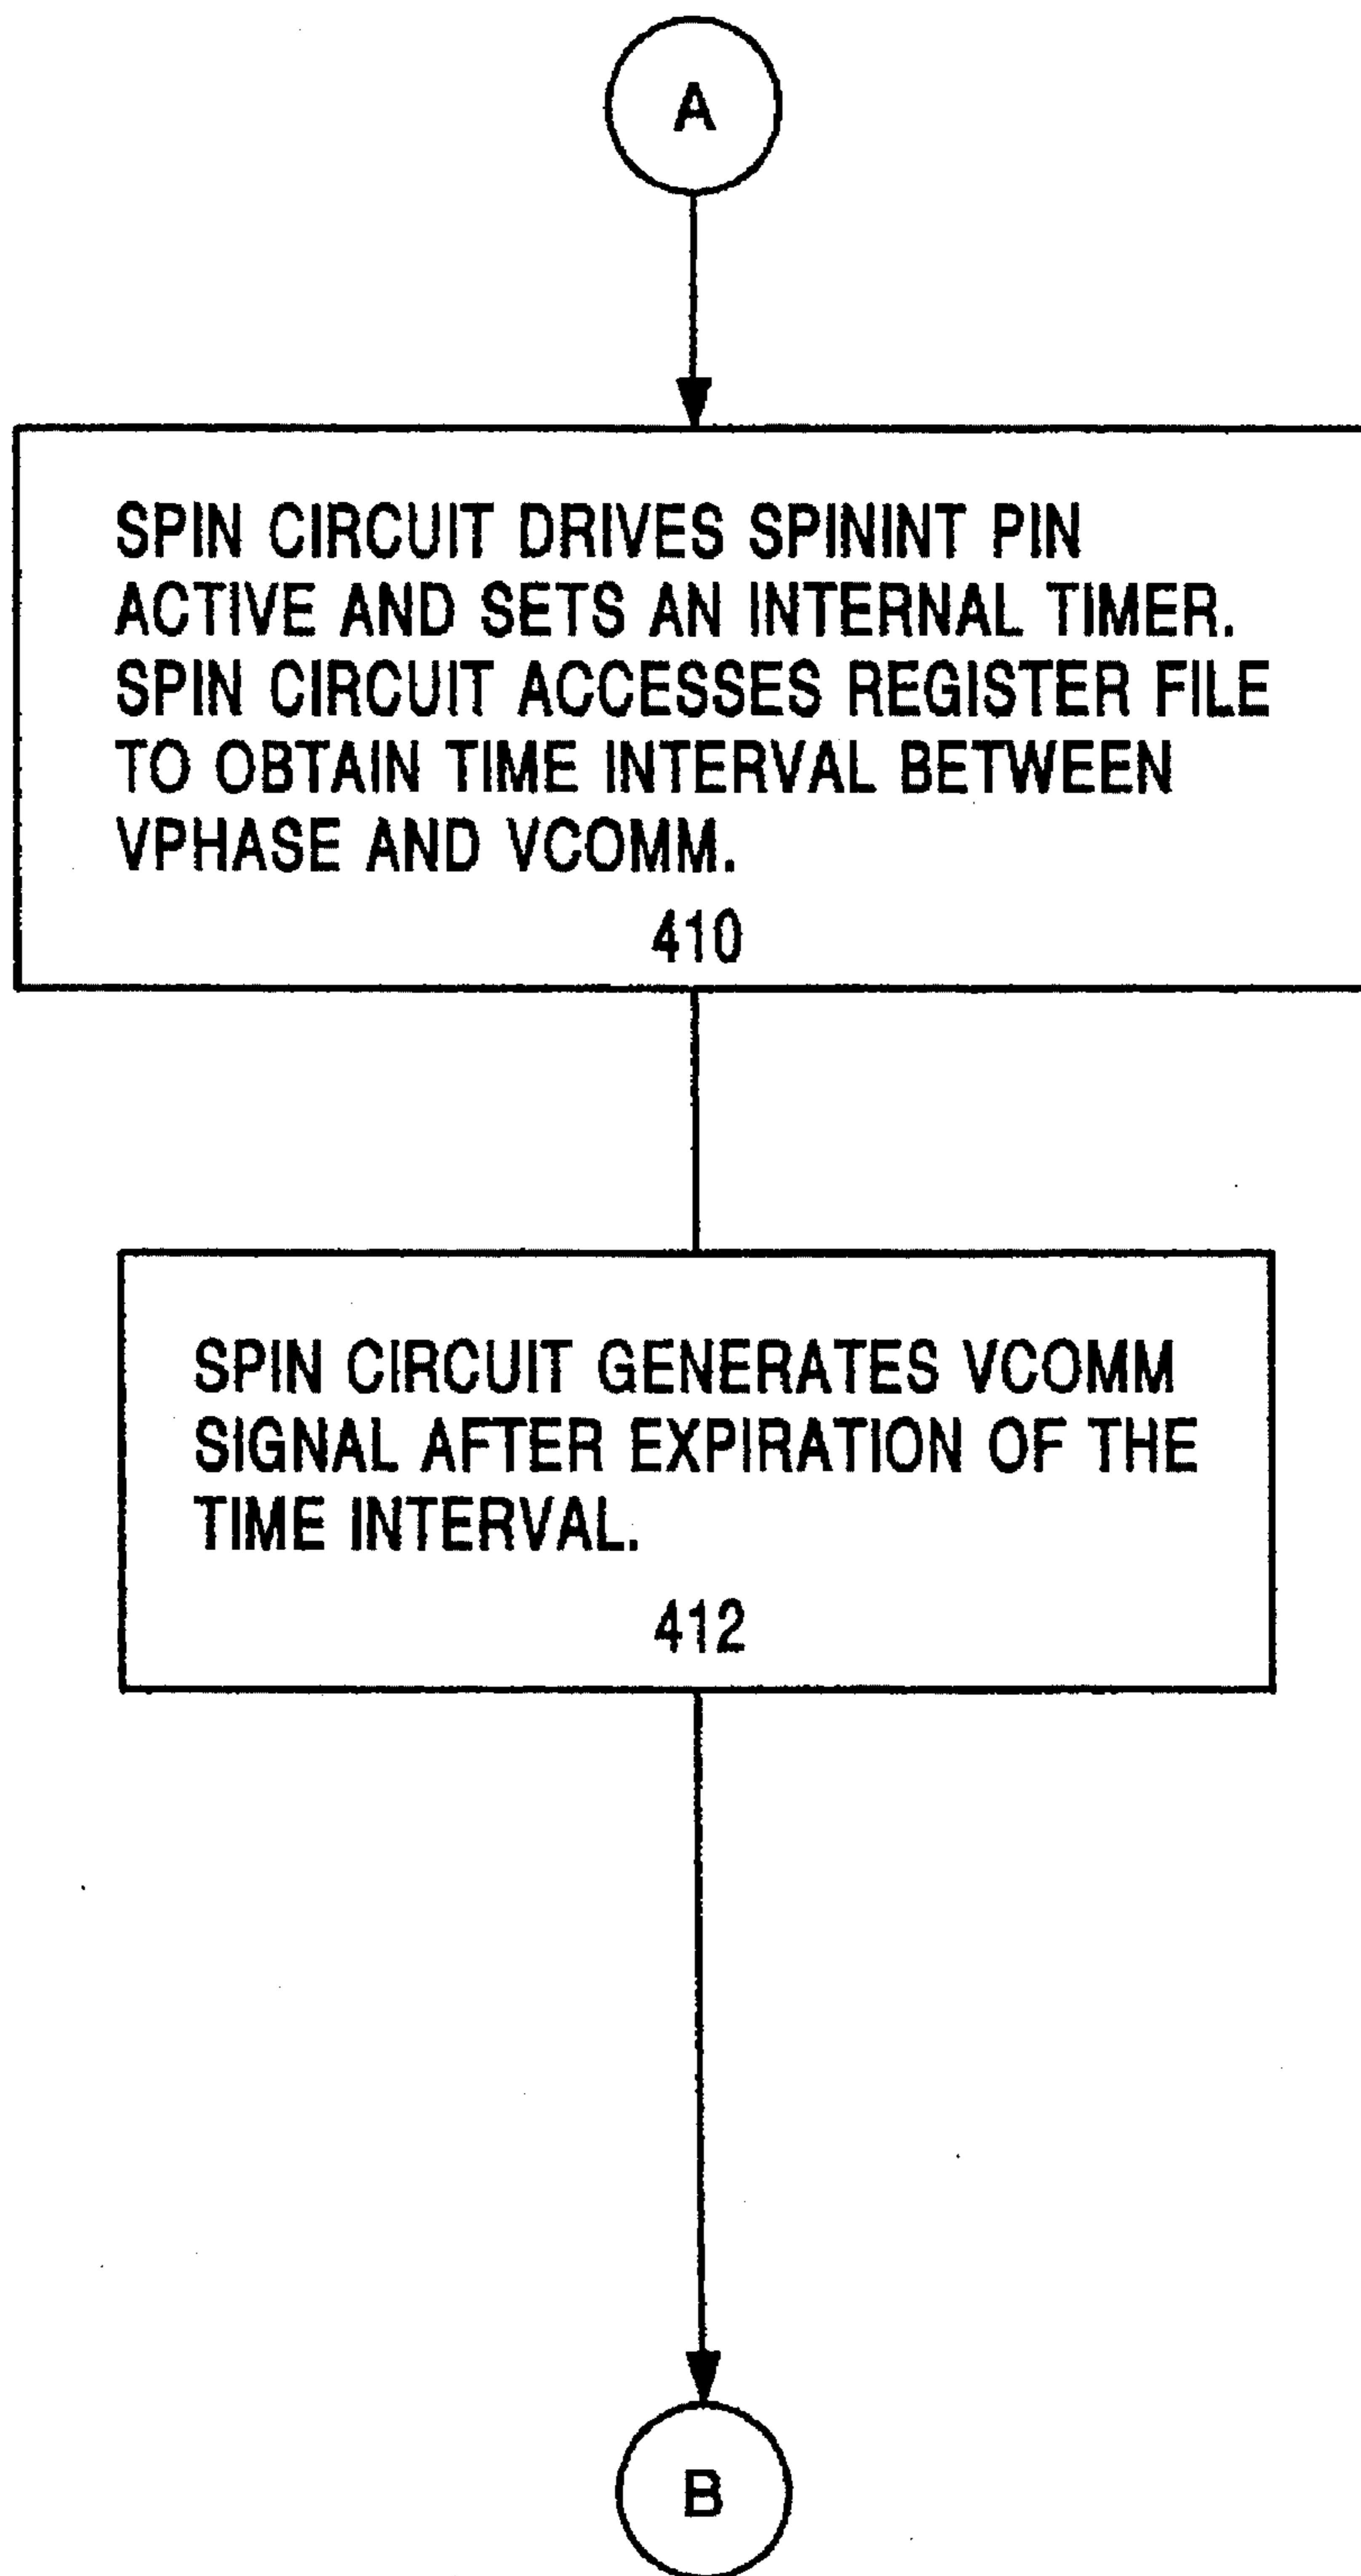 A
SPIN CIRCUIT DRIVES SPININT PIN
ACTIVE AND SETS AN INTERNAL TIMER.
SPIN CIRCUIT ACCESSES REGISTER FILE
TO OBTAIN TIME INTERVAL BETWEEN
VPHASE AND VCOMM.
410
SPIN CIRCUIT GENERATES VCOMM
SIGNAL AFTER EXPIRATION OF THE
TIME INTERVAL.
412
B